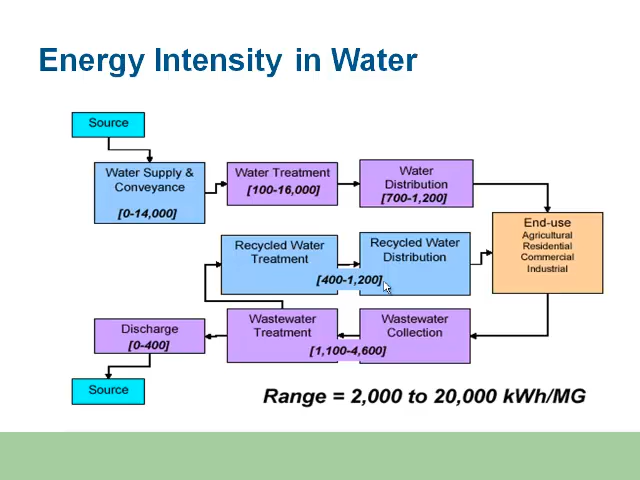 Energy Intensity in Water
Source
Water Supply &
Conveyance
[0-14,000]
Water Treatment
[100-16,000]
Water
Distribution
[700-1,200]
End-use
Agricultural
Residential
Commercial
Industrial
Recycled Water
Treatment
Recycled Water
Distribution
[400-1,200]
Discharge
[0-400]
Wastewater
Treatment
Wastewater
Collection
[1,100-4,600]
Source
Range = 2,000 to 20,000 kWh/MG